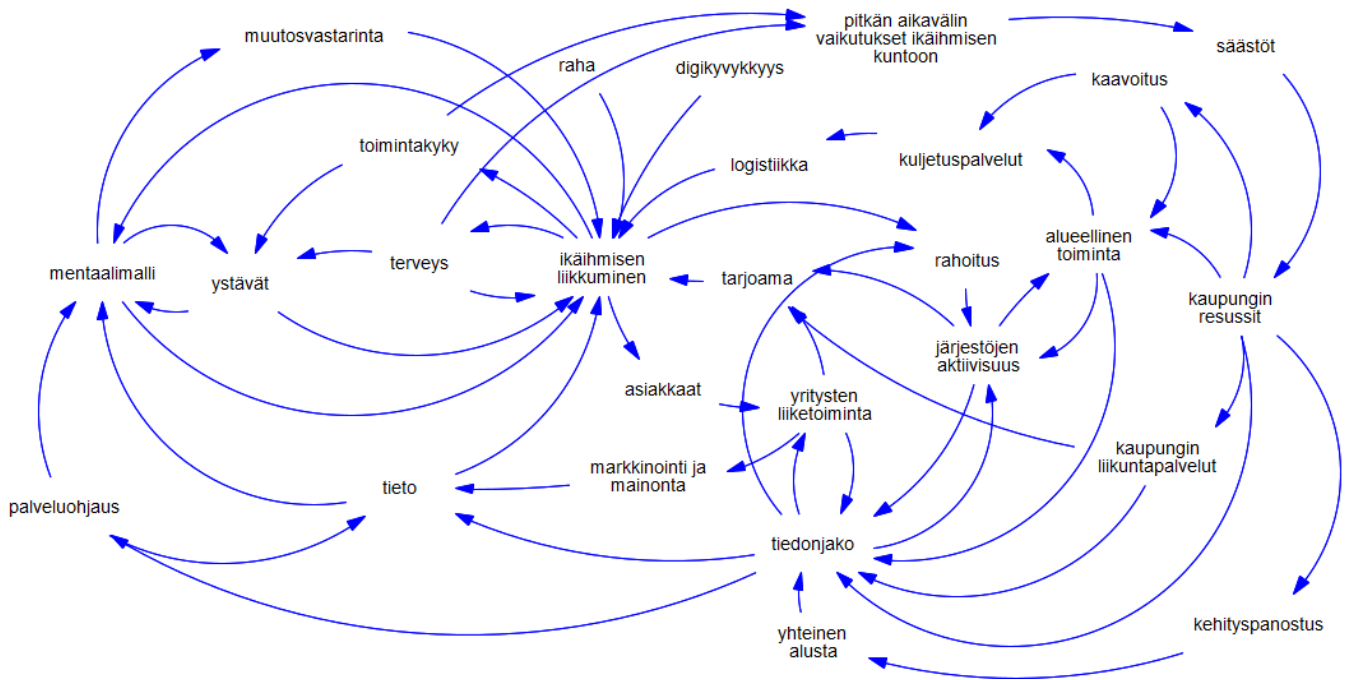 pitkän aikavälin
vaikutukset ikäihmisen
kuntoon
muutosvastarinta
säästöt
raha
digikyvykkyys
kaavoitus
toimintakyky
logistiikka
kuljetuspalvelut
mentaalimalli
ystävät
terveys
ikäihmisen
liikkuminen
tarjoama
rahoitus
alueellinen
toiminta
kaupungin
resussit
järjestöjen
aktiivisuus
asiakkaat
yritysten
liiketoiminta
kaupungin
liikuntapalvelut
markkinointi ja
mainonta
tieto
palveluohjaus
tiedonjako
yhteinen
alusta
kehityspanostus